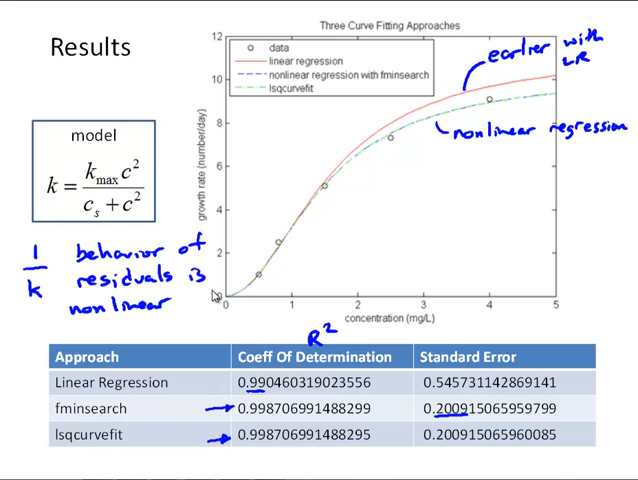 Results
Three Curve Fitting Approaches
12
10
8
6
4
2
0
growth rate (number/day)
data
linear regression
nonlinear regression with fminsearch
lsqcurvefit
earlier with
LR
nonlinear regression
0 1 2 3 4 5
concentration (mg/L)
model
k = kmax c² / cs + c²
1/k behavior of
residuals is
nonlinear
R²
Approach Coeff Of Determination Standard Error
Linear Regression 0.990460319023556 0.545731142869141
fminsearch 0.998706991488299 0.200915065959799
lsqcurvefit 0.998706991488295 0.200915065960085